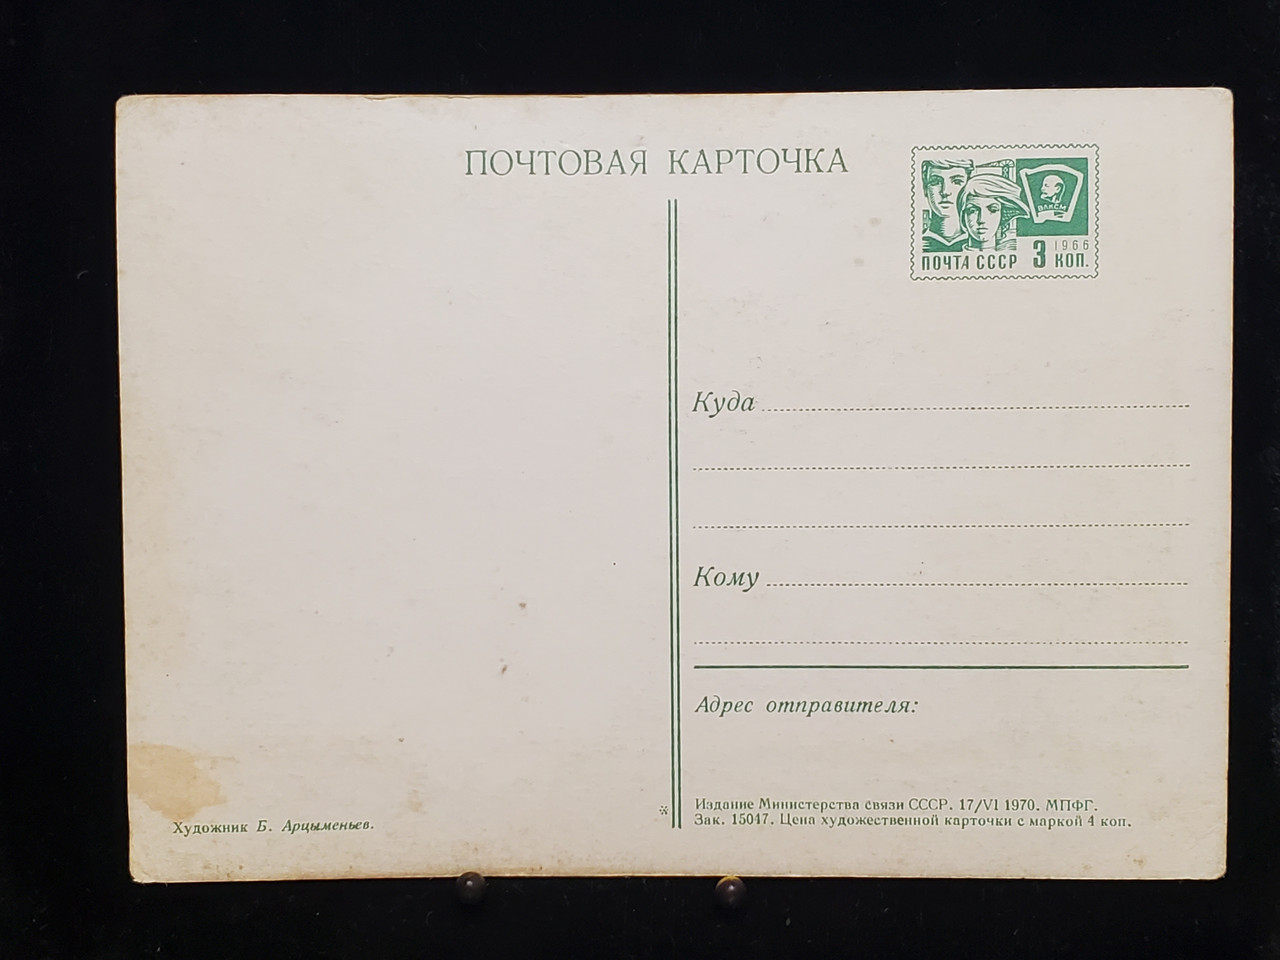 ПОЧТОВАЯ КАРТОЧКА
ВЛКСМ
1966
ПОЧТА СССР 3 КОП.
Куда
Кому
Адрес отправителя:
Издание Министерства связи СССР. 17/VI 1970. МПФГ.
Зак. 15047. Цена художественной карточки с маркой 4 коп.
Художник Б. Арцыменьев.